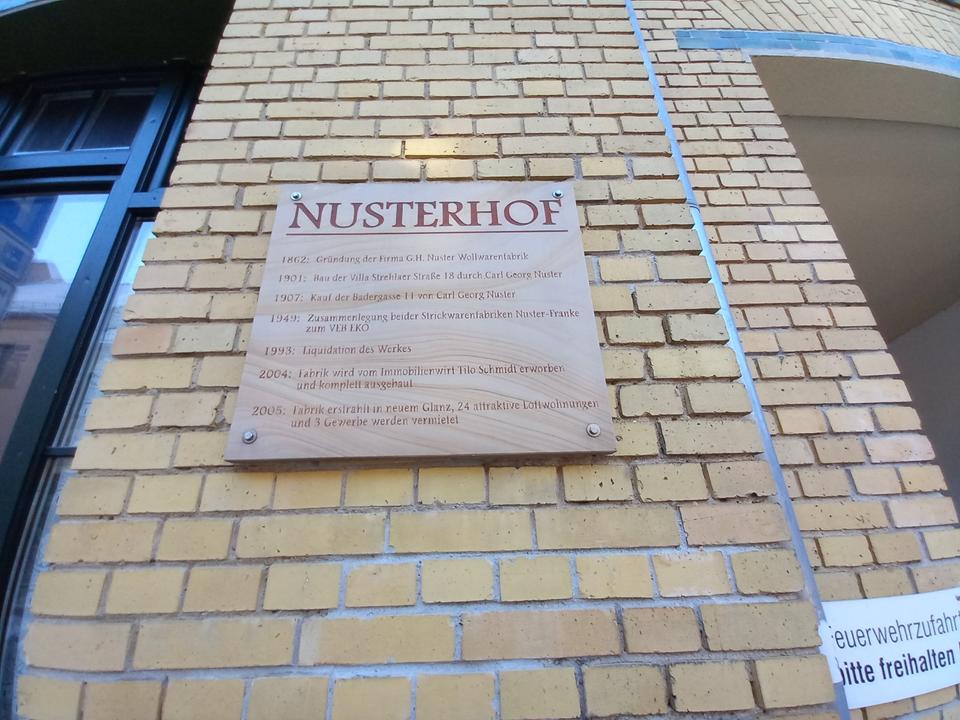 NUSTERHOF
1862: Gründung der Firma G.H. Nuster Wollwarenfabrik
1901: Bau der Villa Strehlaer Straße 18 durch Carl Georg Nuster
1907: Kauf der Badergasse 11 von Carl Georg Nuster
1949: Zusammenlegung beider Strickwarenfabriken Nuster-Franke
zum VEB EKO
1993: Liquidation des Werkes
2004: Fabrik wird vom Immobilienwirt Tilo Schmidt erworben
und komplett ausgebaut
2005: Fabrik erstrahlt in neuem Glanz, 24 attraktive Loftwohnungen
und 3 Gewerbe werden vermietet
Feuerwehrzufahrt
bitte freihalten